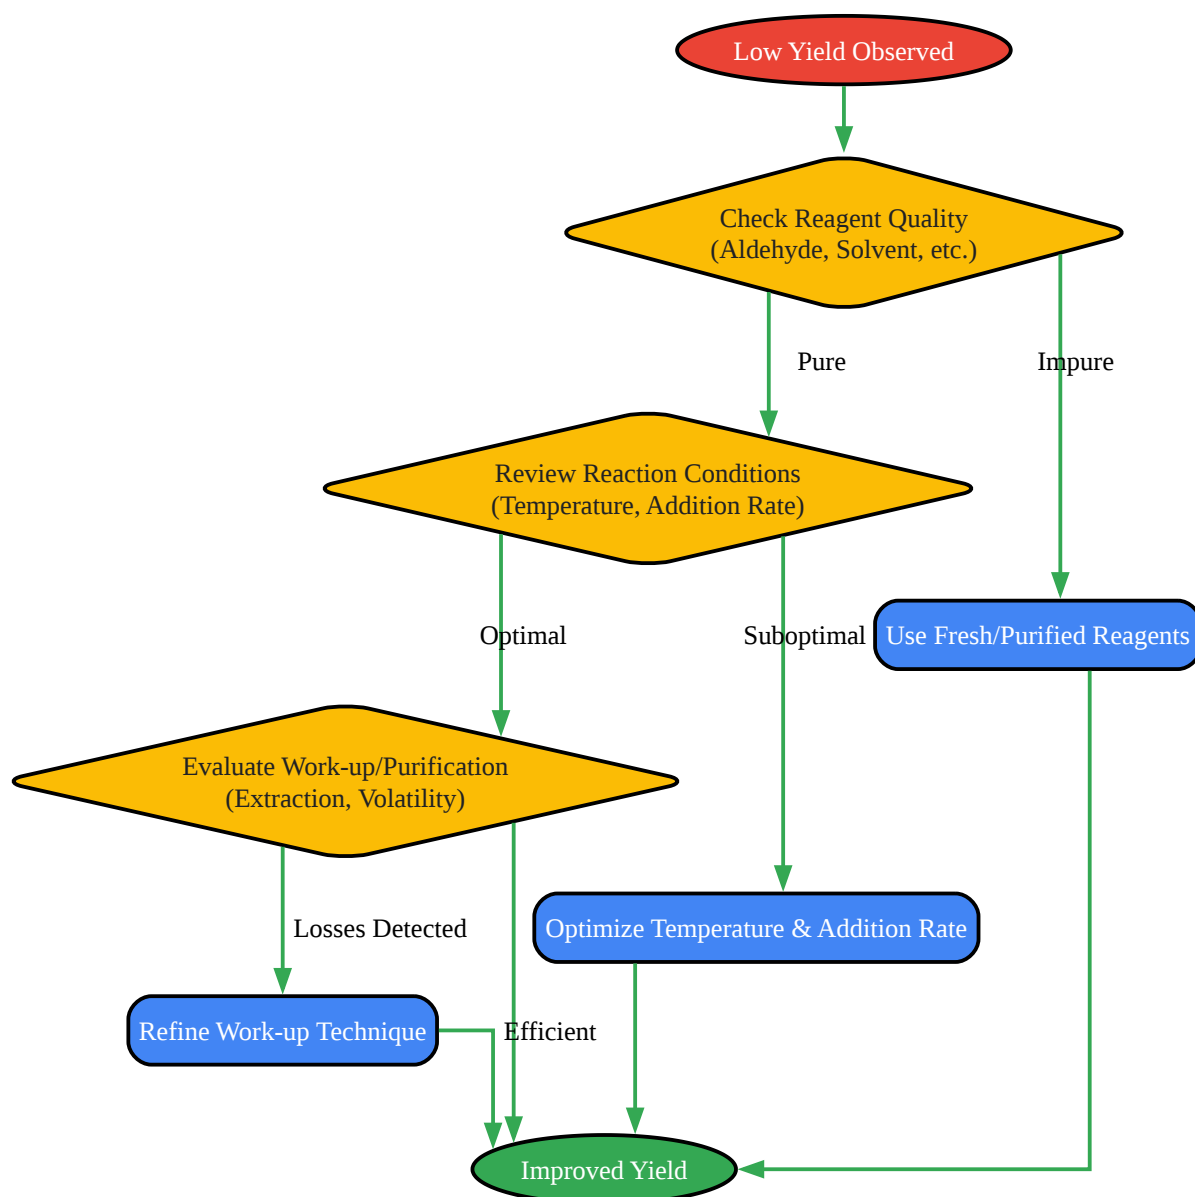 Low Yield Observed
Check Reagent Quality
(Aldehyde, Solvent, etc.)
Pure
Impure
Review Reaction Conditions
(Temperature, Addition Rate)
Optimal
Suboptimal
Use Fresh/Purified Reagents
Evaluate Work-up/Purification
(Extraction, Volatility)
Losses Detected
Optimize Temperature & Addition Rate
Refine Work-up Technique
Efficient
Improved Yield